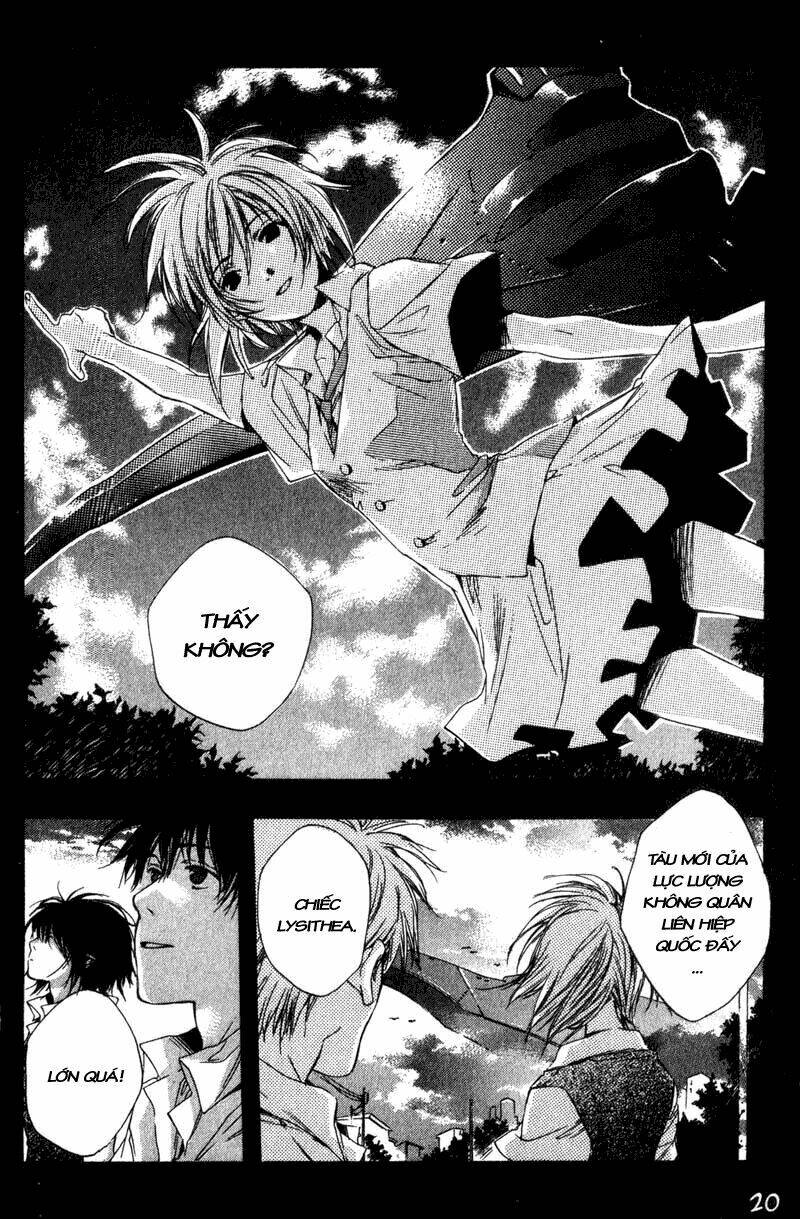 THẤY
KHÔNG?
TÀU MỚI CỦA
LỰC LƯỢNG
KHÔNG QUÂN
LIÊN HIỆP
QUỐC ĐẤY
...
CHIẾC
LYSITHEA.
LỚN QUÁ!
20